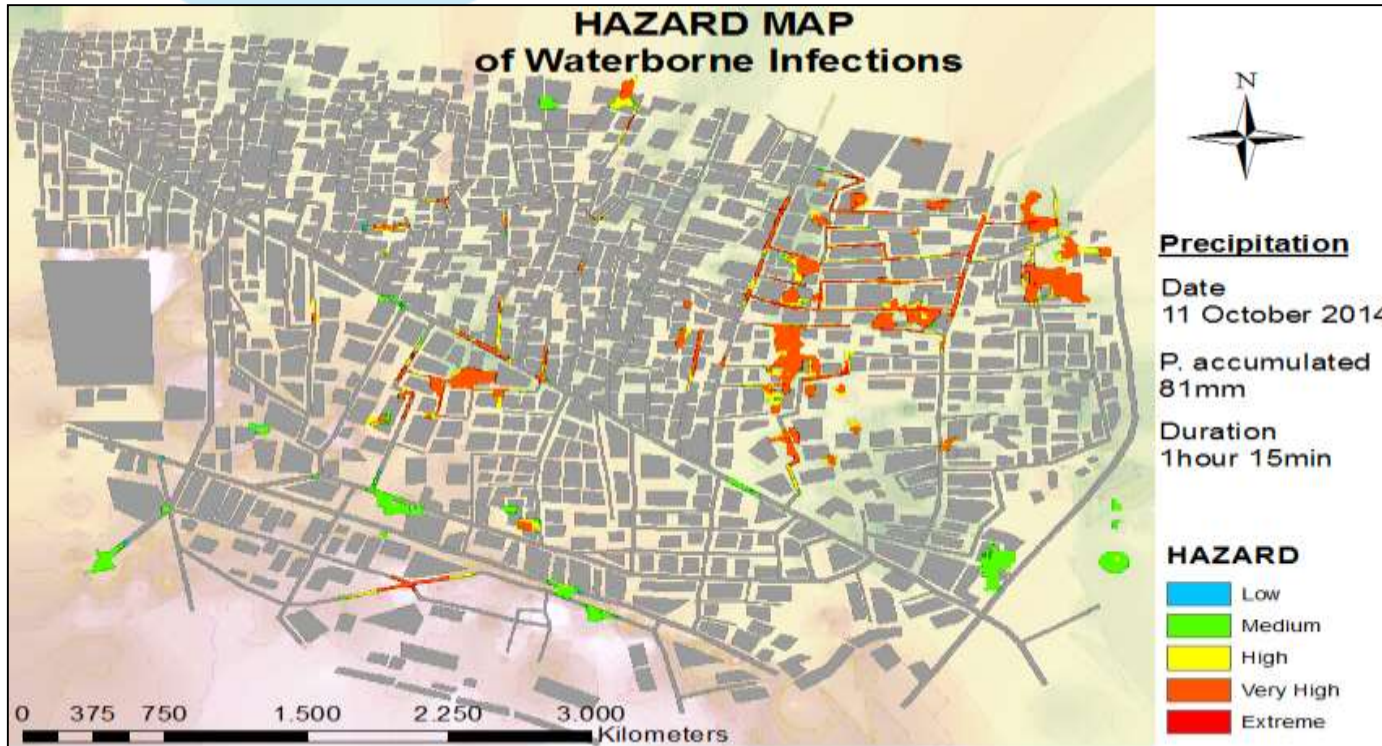 HAZARD MAP
of Waterborne Infections
N
Precipitation
Date
11 October 2014
P. accumulated
81mm
Duration
1hour 15min
HAZARD
Low
Medium
High
Very High
Extreme
0 375 750 1.500 2.250 3.000
Kilometers